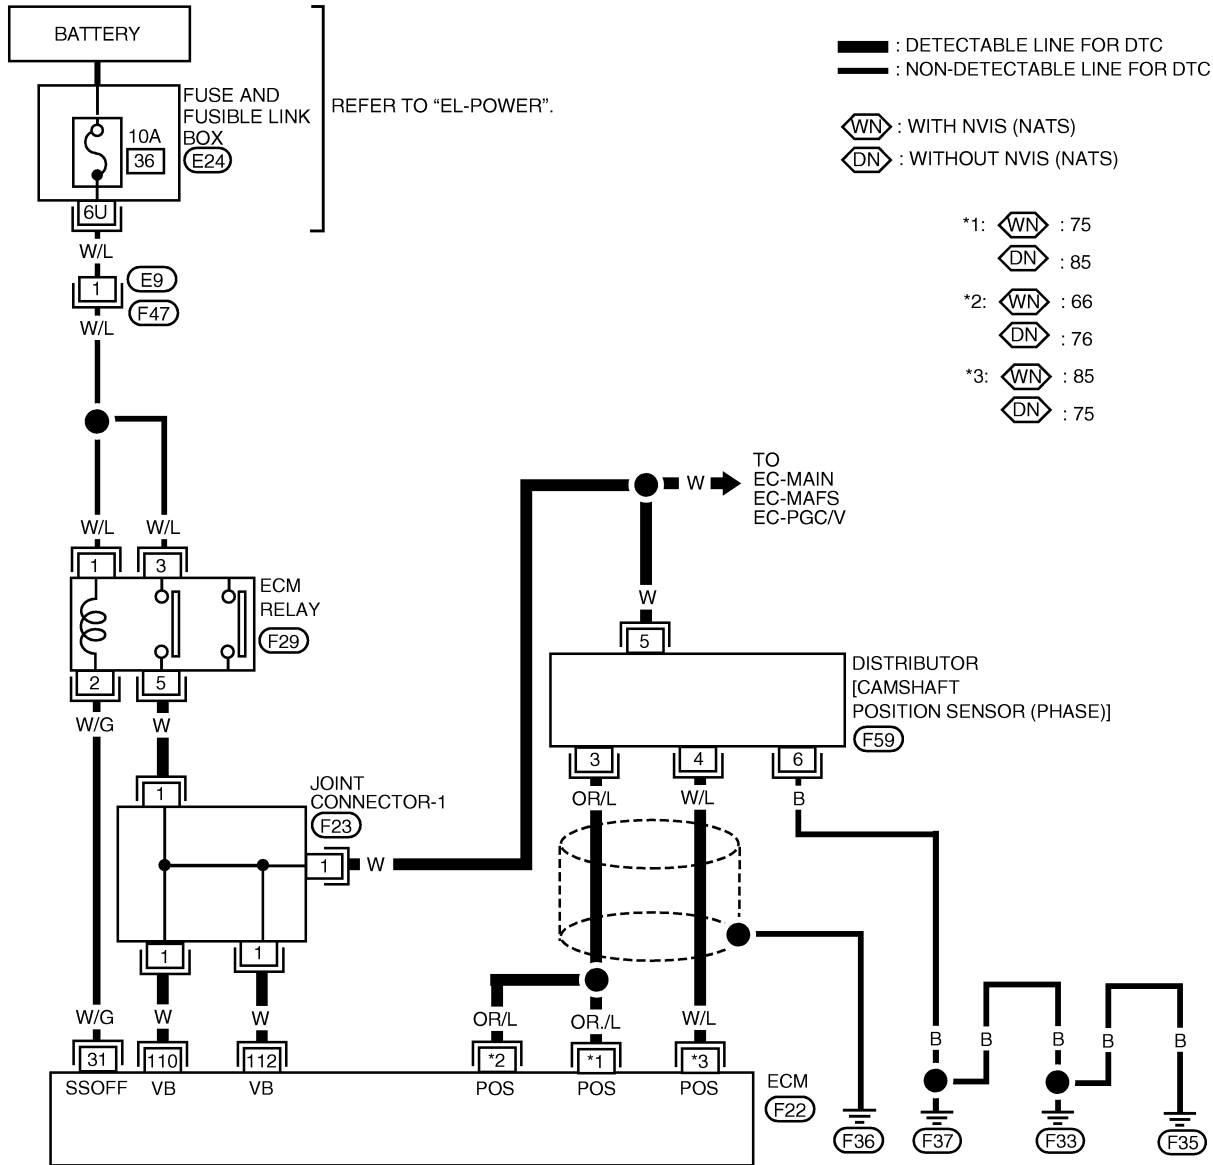 BATTERY
FUSE AND
FUSIBLE LINK
BOX
E24
10A
36
REFER TO “EL-POWER”.
6U
W/L
1
E9
F47
W/L
: DETECTABLE LINE FOR DTC
: NON-DETECTABLE LINE FOR DTC
WN : WITH NVIS (NATS)
DN : WITHOUT NVIS (NATS)
*1: WN : 75
DN : 85
*2: WN : 66
DN : 76
*3: WN : 85
DN : 75
W/L W/L
1 3
ECM
RELAY
F29
2 5
W/G W
W
TO
EC-MAIN
EC-MAFS
EC-PGC/V
W
5
DISTRIBUTOR
[CAMSHAFT
POSITION SENSOR (PHASE)]
F59
3 4 6
OR/L W/L B
1
JOINT
CONNECTOR-1
F23
1 W
1 1
W/G W W
OR/L OR./L W/L
31 110 112 *2 *1 *3
SSOFF VB VB POS POS POS
ECM
F22
B B B B B
F36 F37 F33 F35